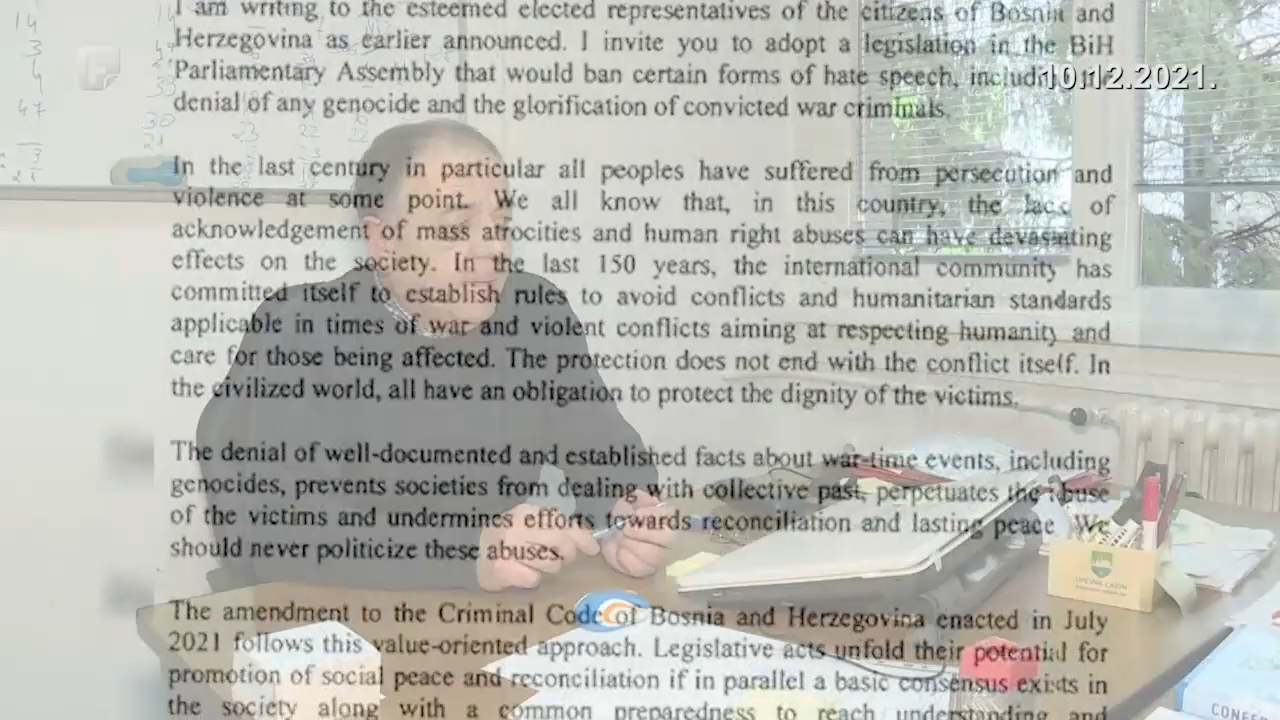 I am writing to the esteemed elected representatives of the citizens of Bosnia and
Herzegovina as earlier announced. I invite you to adopt a legislation in the BiH
Parliamentary Assembly that would ban certain forms of hate speech,
10.12.2021.
denial of any genocide and the glorification of convicted war criminals.
In the last century in particular all peoples have suffered from persecution and
violence at some point. We all know that, in this country, the lack of
acknowledgement of mass atrocities and human right abuses can have devastating
effects on the society. In the last 150 years, the international community has
committed itself to establish rules to avoid conflicts and humanitarian standards
applicable in times of war and violent conflicts aiming at respecting humanity and
care for those being affected. The protection does not end with the conflict itself. In
the civilized world, all have an obligation to protect the dignity of the victims.
The denial of well-documented and established facts about war-time events, including
genocides, prevents societies from dealing with collective past, perpetuates the abuse
of the victims and undermines efforts towards reconciliation and lasting peace. We
should never politicize these abuses.
The amendment to the Criminal Code of Bosnia and Herzegovina enacted in July
2021 follows this value-oriented approach. Legislative acts unfold their potential for
promotion of social peace and reconciliation if in parallel a basic consensus exists in
the society along with a common preparedness to reach understanding and